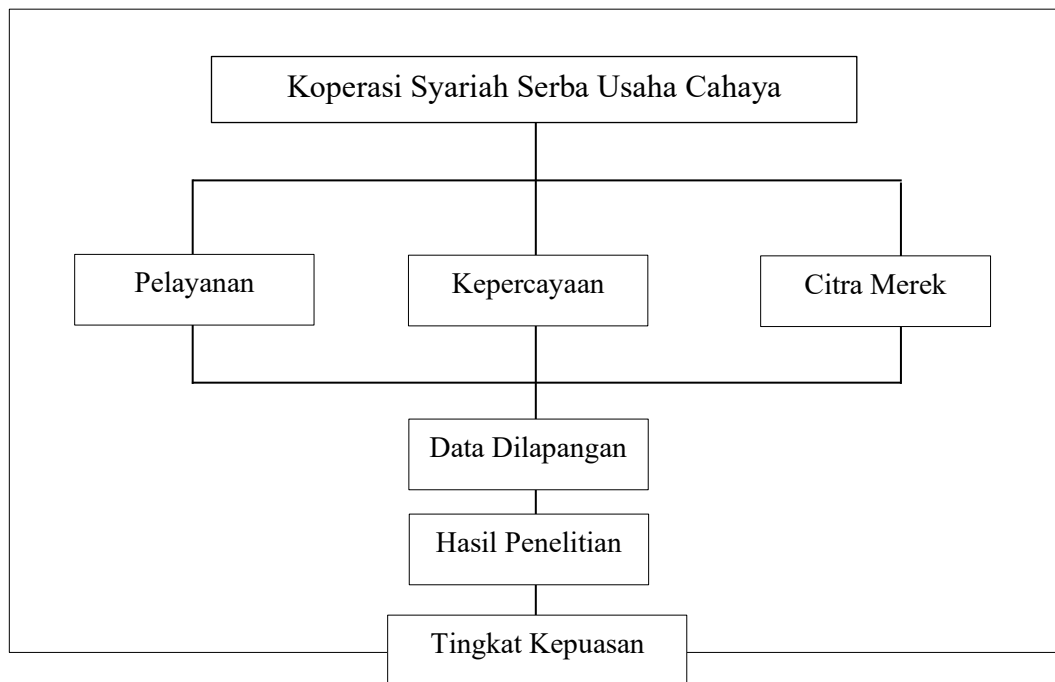 Koperasi Syariah Serba Usaha Cahaya
Pelayanan
Kepercayaan
Citra Merek
Data Dilapangan
Hasil Penelitian
Tingkat Kepuasan